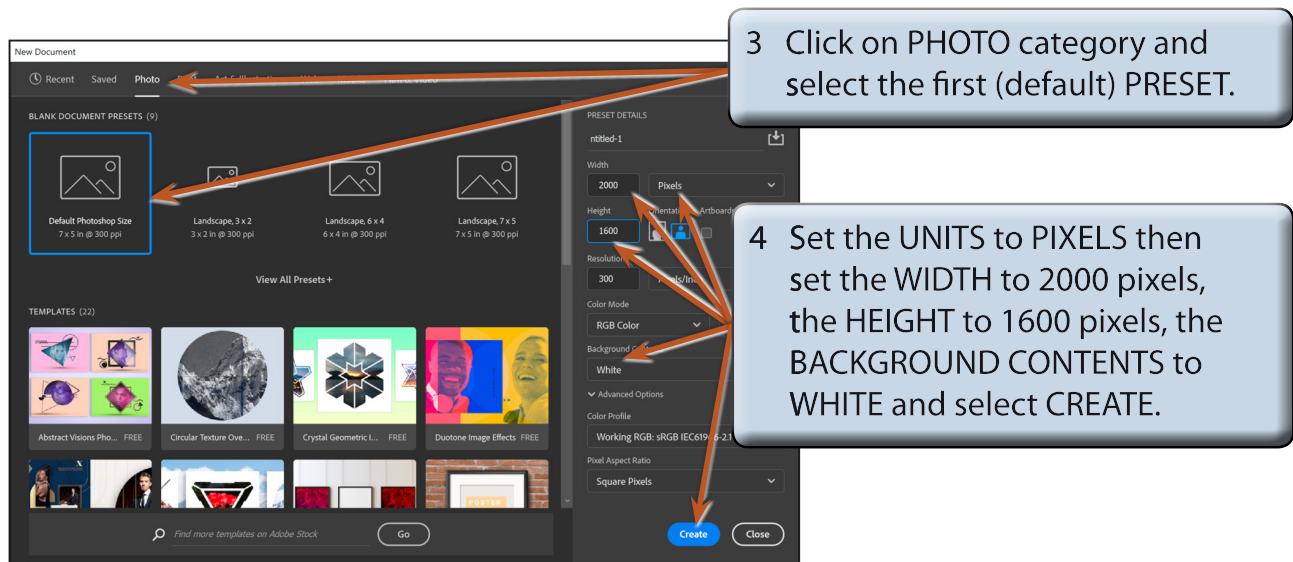 New Document
Recent Saved Photo
BLANK DOCUMENT PRESETS (9)
Default Photoshop Size
7 x 5 in @ 300 ppi
Landscape, 3 x 2
3 x 2 in @ 300 ppi
Landscape, 6 x 4
6 x 4 in @ 300 ppi
Landscape, 7 x 5
7 x 5 in @ 300 ppi
View All Presets+
TEMPLATES (22)
Abstract Visions Pho... FREE
Circular Texture Ove... FREE
Crystal Geometric I... FREE
Duotone Image Effects FREE
POSTER
Find more templates on Adobe Stock
Go
PRESET DETAILS
ntitled-1
Width
2000 Pixels
Height Artboards
1600
Resolution
300
Color Mode
RGB Color
Background
White
Advanced Options
Color Profile
Working RGB: sRGB
Pixel Aspect Ratio
Square Pixels
Create Close
3 Click on PHOTO category and
select the first (default) PRESET.
4 Set the UNITS to PIXELS then
set the WIDTH to 2000 pixels,
the HEIGHT to 1600 pixels, the
BACKGROUND CONTENTS to
WHITE and select CREATE.